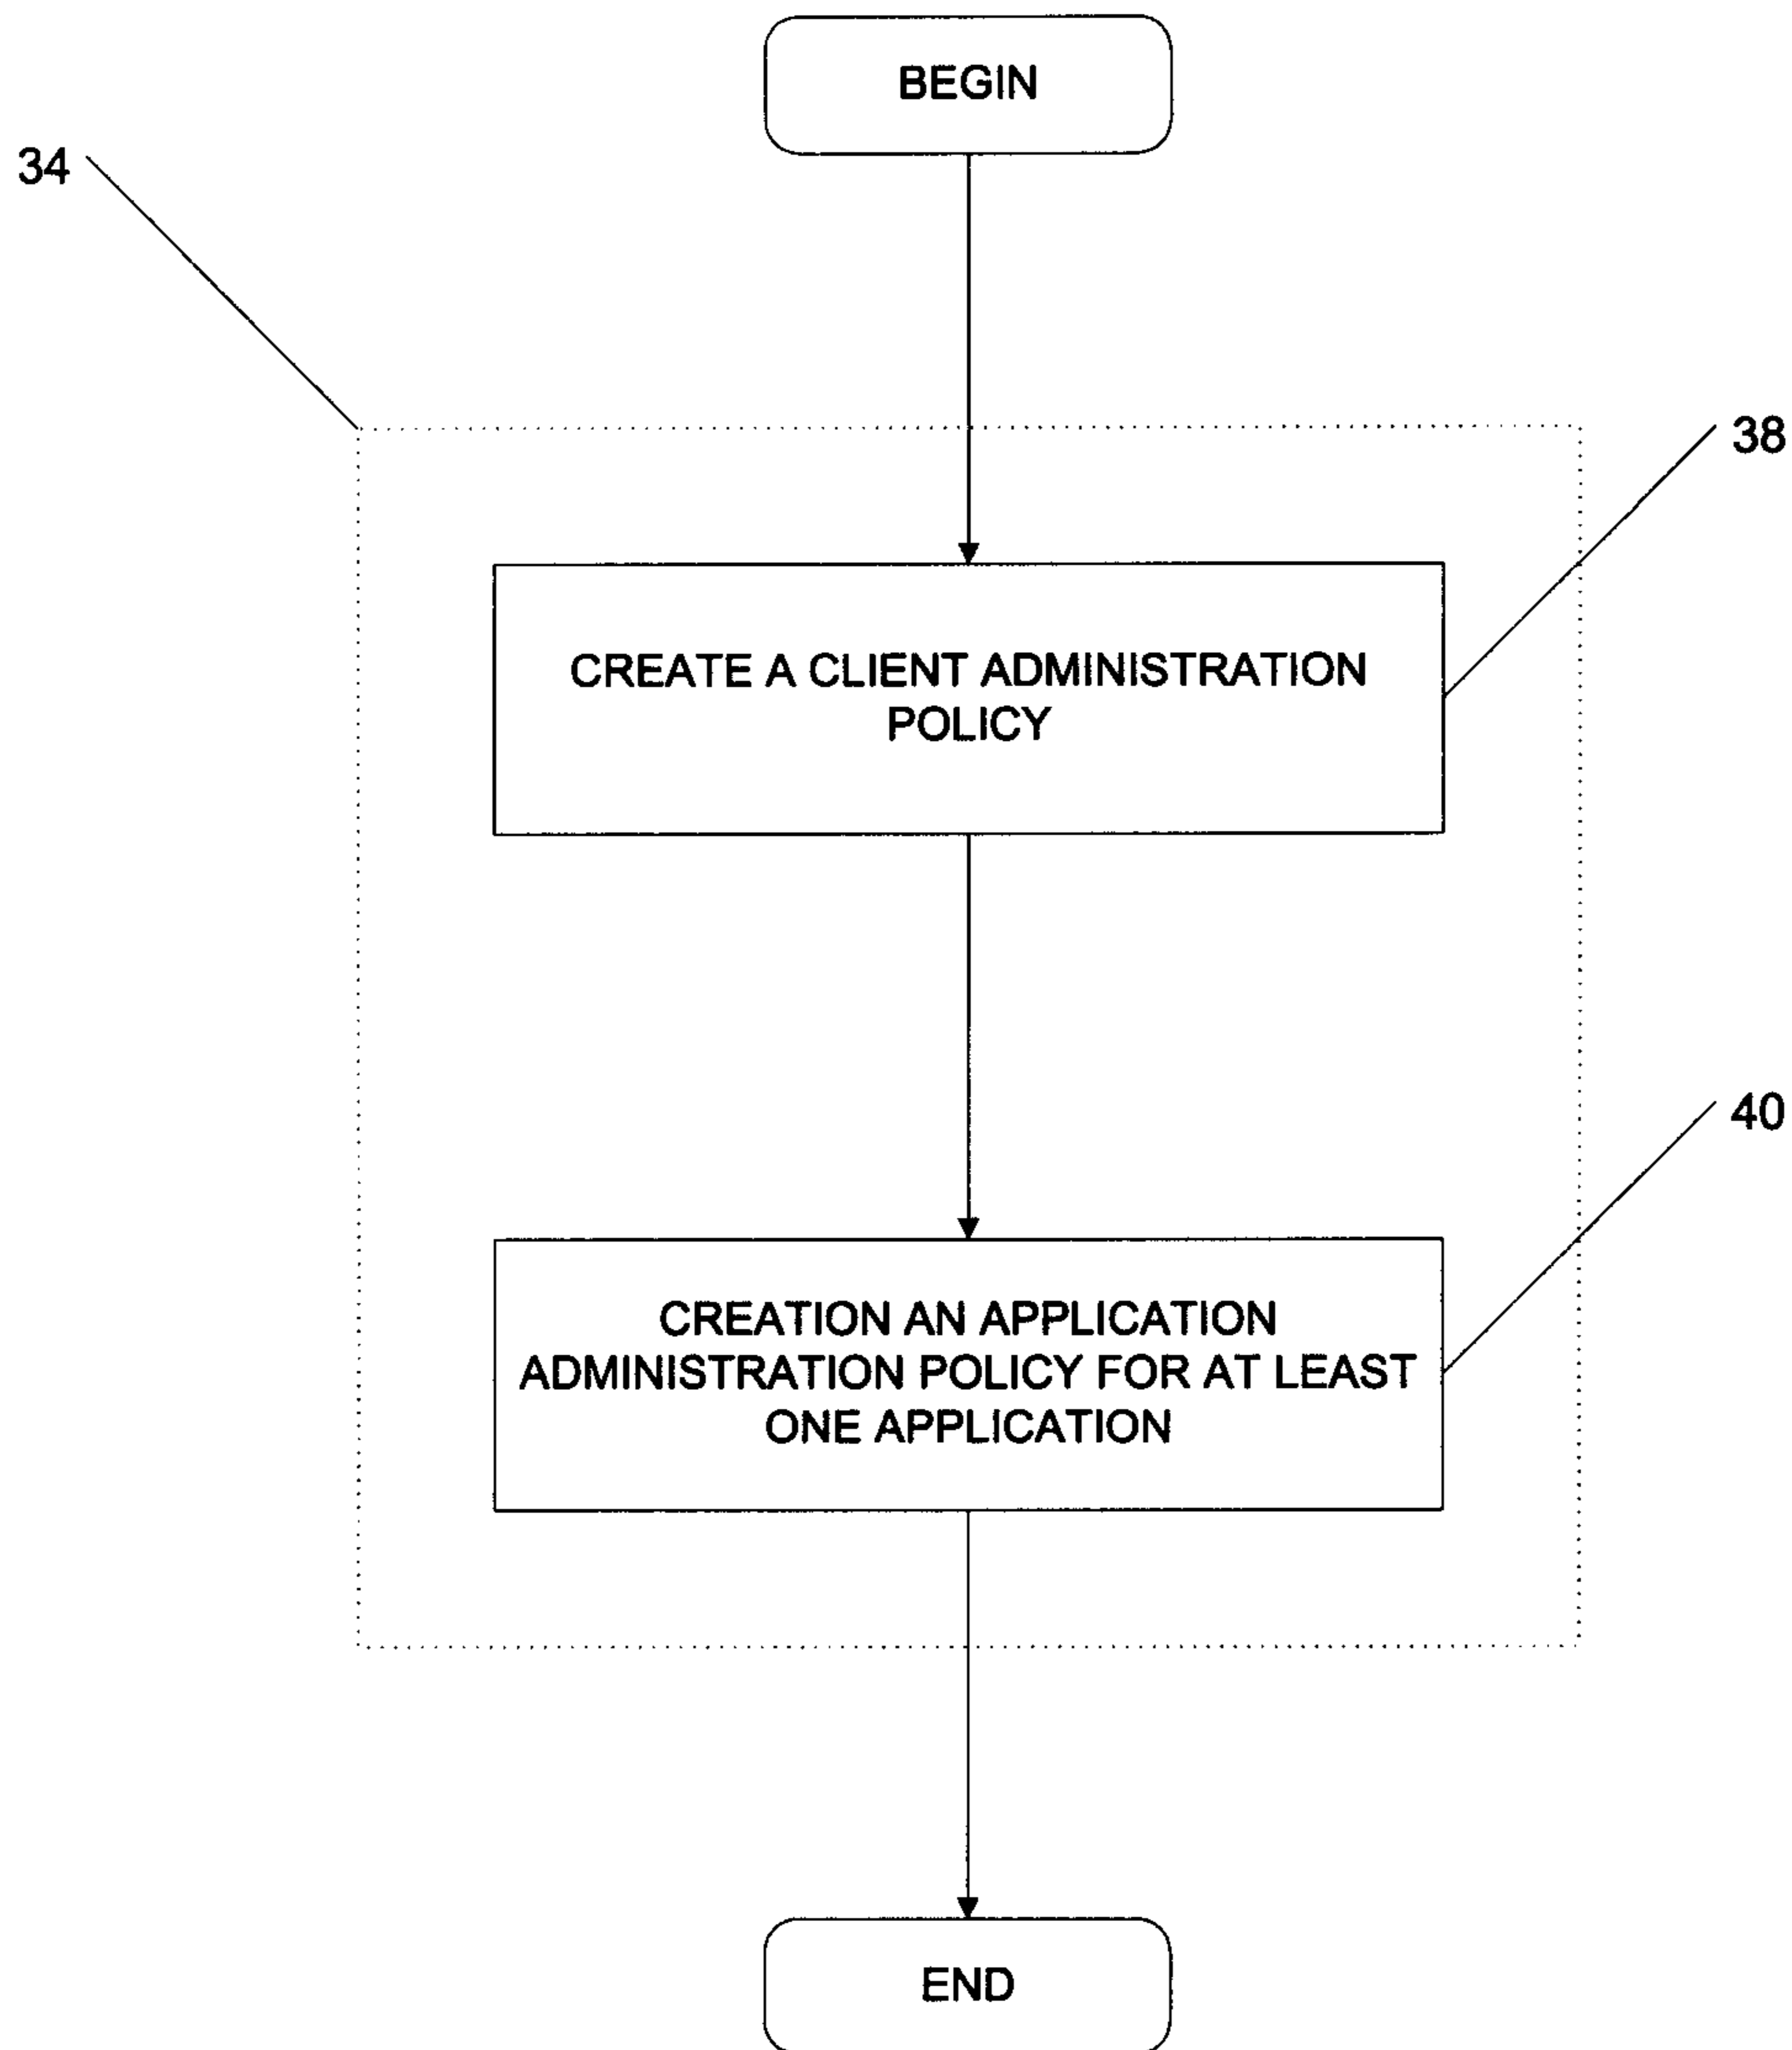 BEGIN
34
38
CREATE A CLIENT ADMINISTRATION
POLICY
40
CREATION AN APPLICATION
ADMINISTRATION POLICY FOR AT LEAST
ONE APPLICATION
END